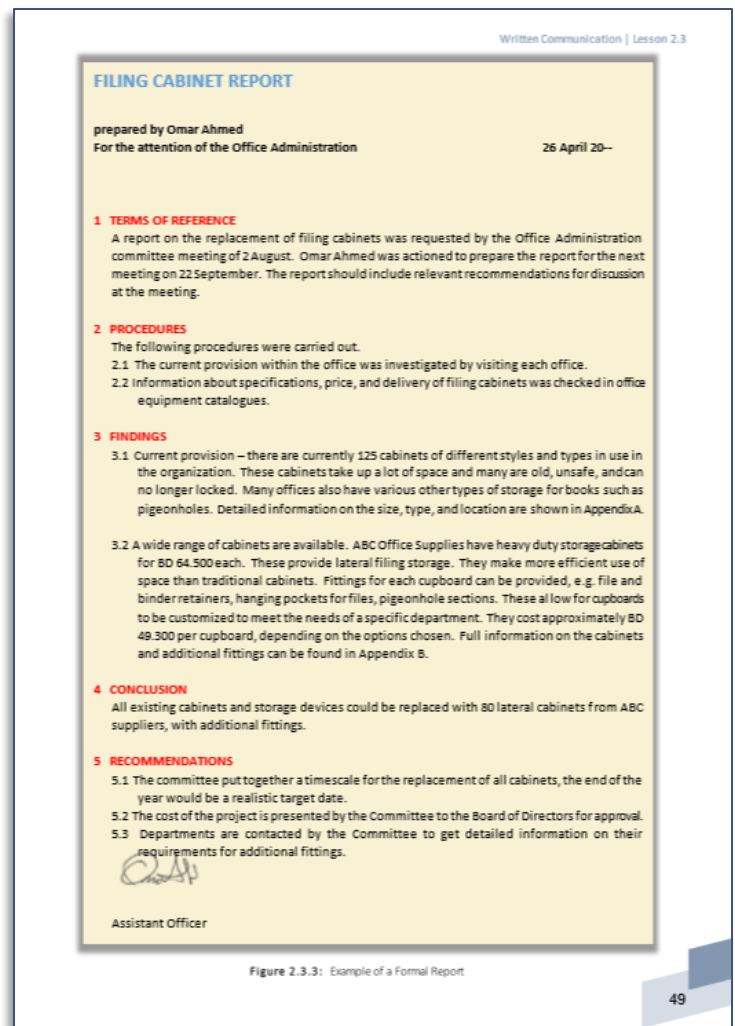 Written Communication | Lesson 2.3
FILING CABINET REPORT
prepared by Omar Ahmed
For the attention of the Office Administration 26 April 20--
1 TERMS OF REFERENCE
A report on the replacement of filing cabinets was requested by the Office Administration
committee meeting of 2 August. Omar Ahmed was actioned to prepare the report for the next
meeting on 22 September. The report should include relevant recommendations for discussion
at the meeting.
2 PROCEDURES
The following procedures were carried out.
2.1 The current provision within the office was investigated by visiting each office.
2.2 Information about specifications, price, and delivery of filing cabinets was checked in office
equipment catalogues.
3 FINDINGS
3.1 Current provision – there are currently 125 cabinets of different styles and types in use in
the organization. These cabinets take up a lot of space and many are old, unsafe, and can
no longer locked. Many offices also have various other types of storage for books such as
pigeonholes. Detailed information on the size, type, and location are shown in Appendix A.
3.2 A wide range of cabinets are available. ABC Office Supplies have heavy duty storage cabinets
for BD 64.500 each. These provide lateral filing storage. They make more efficient use of
space than traditional cabinets. Fittings for each cupboard can be provided, e.g. file and
binder retainers, hanging pockets for files, pigeonhole sections. These allow for cupboards
to be customized to meet the needs of a specific department. They cost approximately BD
49.300 per cupboard, depending on the options chosen. Full information on the cabinets
and additional fittings can be found in Appendix B.
4 CONCLUSION
All existing cabinets and storage devices could be replaced with 80 lateral cabinets from ABC
suppliers, with additional fittings.
5 RECOMMENDATIONS
5.1 The committee put together a timescale for the replacement of all cabinets, the end of the
year would be a realistic target date.
5.2 The cost of the project is presented by the Committee to the Board of Directors for approval.
5.3 Departments are contacted by the Committee to get detailed information on their
requirements for additional fittings.
Assistant Officer
Figure 2.3.3: Example of a Formal Report
49